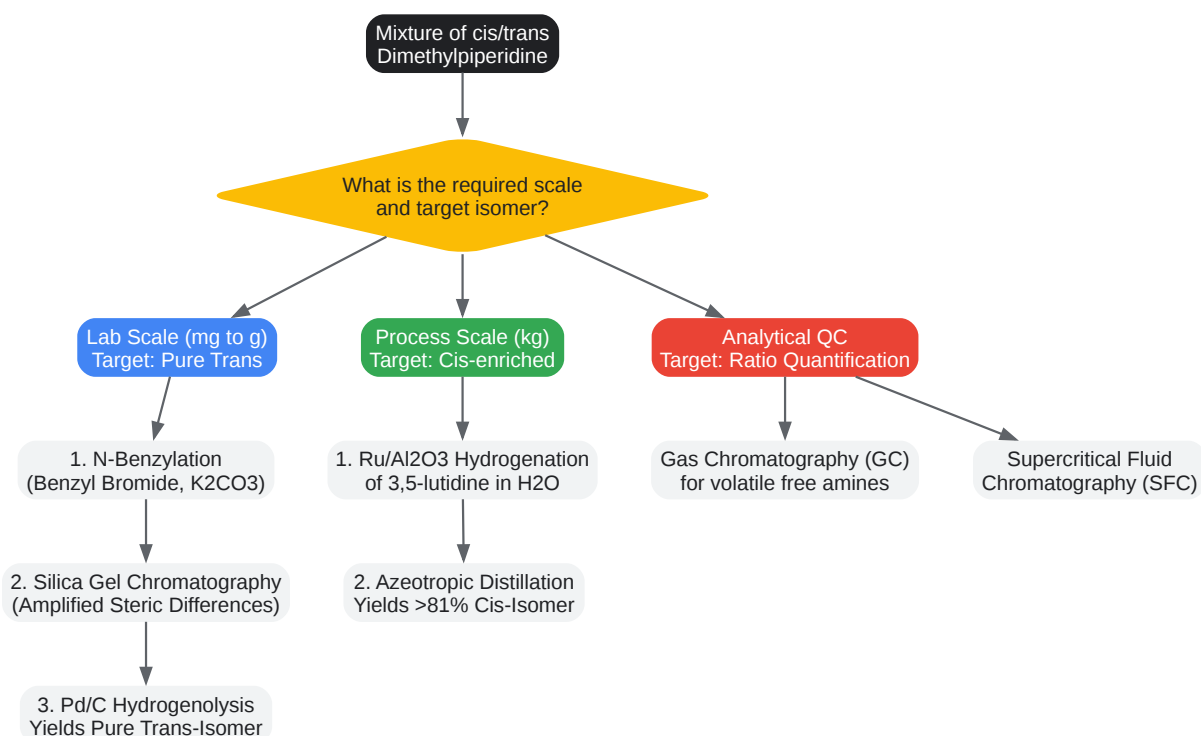 Mixture of cis/trans
Dimethylpiperidine
What is the required scale
and target isomer?
Lab Scale (mg to g)
Target: Pure Trans
Process Scale (kg)
Target: Cis-enriched
Analytical QC
Target: Ratio Quantification
1. N-Benzylation
(Benzyl Bromide, K2CO3)
1. Ru/Al2O3 Hydrogenation
of 3,5-lutidine in H2O
Gas Chromatography (GC)
for volatile free amines
Supercritical Fluid
Chromatography (SFC)
2. Silica Gel Chromatography
(Amplified Steric Differences)
2. Azeotropic Distillation
Yields >81% Cis-Isomer
3. Pd/C Hydrogenolysis
Yields Pure Trans-Isomer